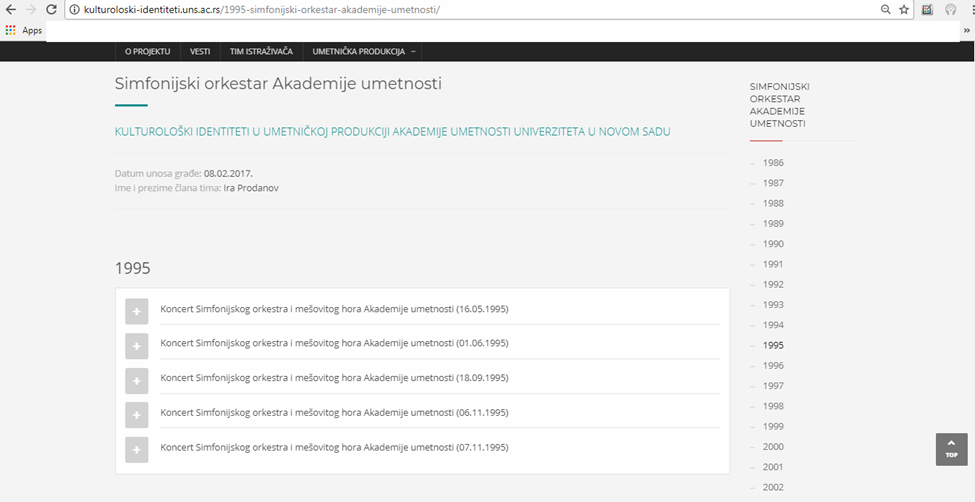 kulturoloski-identiteti.uns.ac.rs/1995-simfonijski-orkestar-akademije-umetnosti/
Apps
»
O PROJEKTU VESTI TIM ISTRAŽIVAČA UMETNIČKA PRODUKCIJA
Simfonijski orkestar Akademije umetnosti
KULTUROLOŠKI IDENTITETI U UMETNIČKOJ PRODUKCIJI AKADEMIJE UMETNOSTI UNIVERZITETA U NOVOM SADU
Datum unosa građe: 08.02.2017.
Ime i prezime člana tima: Ira Prodanov
1995
+ Koncert Simfonijskog orkestra i mešovitog hora Akademije umetnosti (16.05.1995)
+ Koncert Simfonijskog orkestra i mešovitog hora Akademije umetnosti (01.06.1995)
+ Koncert Simfonijskog orkestra i mešovitog hora Akademije umetnosti (18.09.1995)
+ Koncert Simfonijskog orkestra i mešovitog hora Akademije umetnosti (06.11.1995)
+ Koncert Simfonijskog orkestra i mešovitog hora Akademije umetnosti (07.11.1995)
SIMFONIJSKI
ORKESTAR
AKADEMIJE
UMETNOSTI
1986
1987
1988
1989
1990
1991
1992
1993
1994
1995
1996
1997
1998
1999
2000
2001
2002
TOP